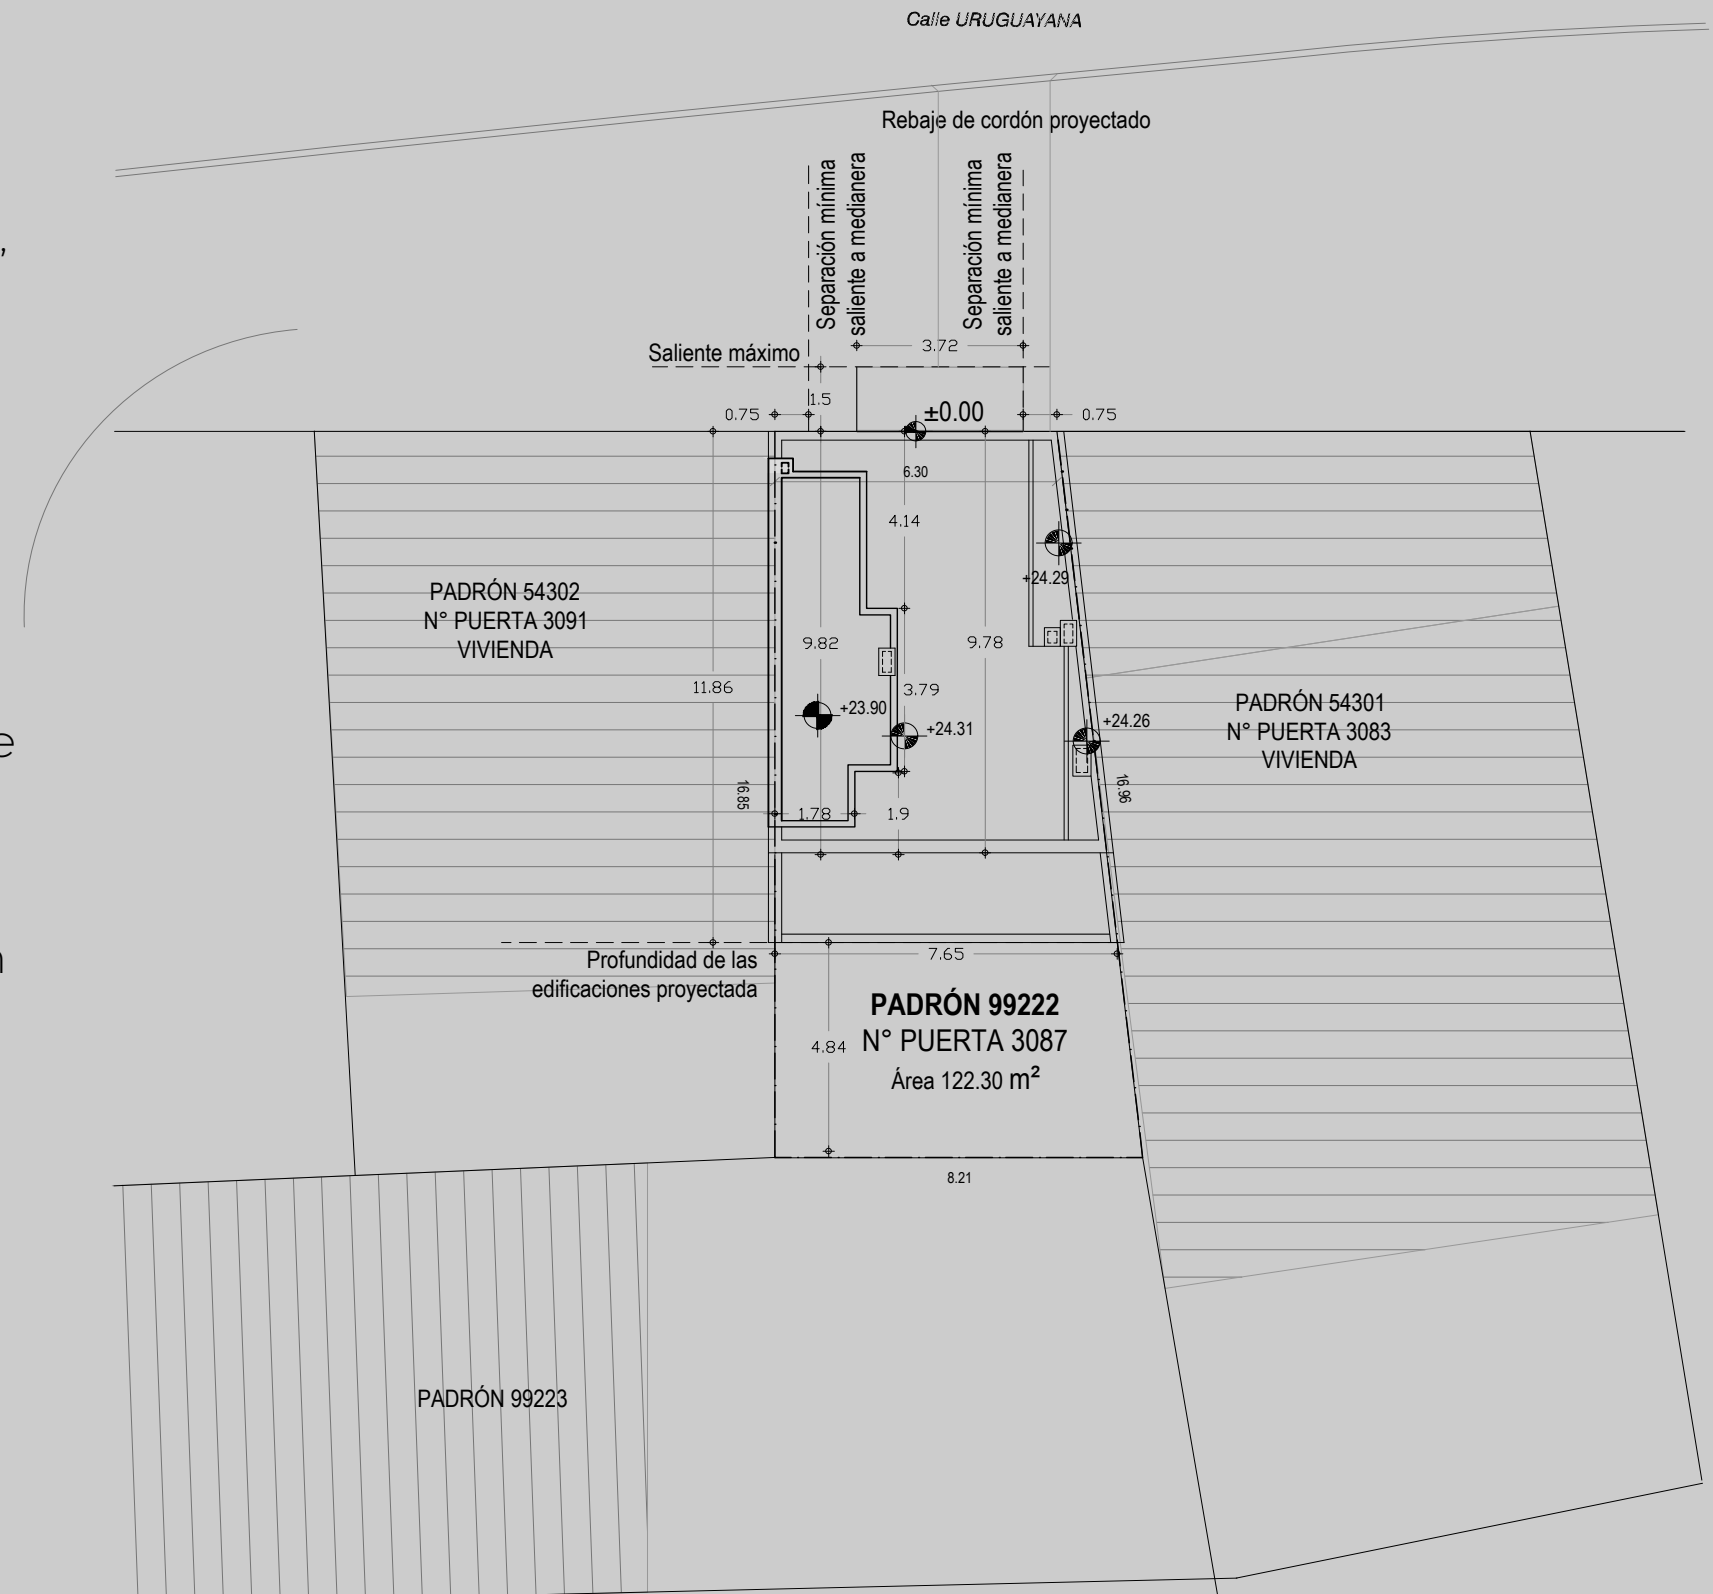 Calle URUGUAYANA
Rebaje de cordón proyectado
Separación mínima
saliente a medianera
Separación mínima
saliente a medianera
,
3.72
Saliente máximo
1.5
0.75
±0.00
0.75
6.30
4.14
+24.29
PADRÓN 54302
N° PUERTA 3091
VIVIENDA
9.82
9.78
11.86
3.79
+23.90
+24.31
+24.26
PADRÓN 54301
N° PUERTA 3083
VIVIENDA
e
16.85
16.96
1.78
1.9
n
Profundidad de las
edificaciones proyectada
7.65
PADRÓN 99222
N° PUERTA 3087
Área 122.30 m²
4.84
8.21
PADRÓN 99223